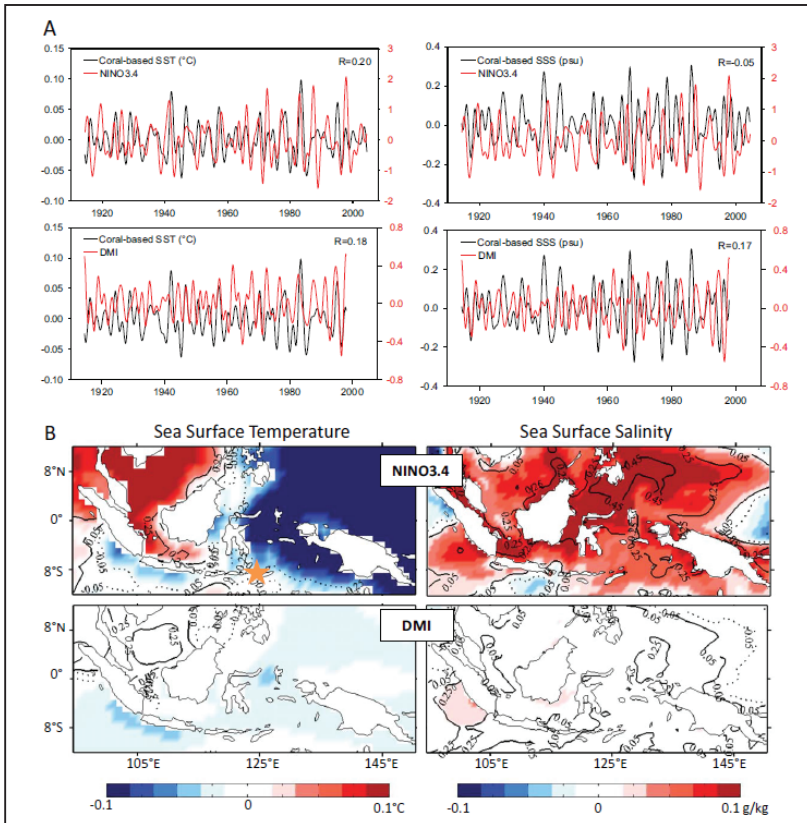 A
Coral-based SST (°C)
NINO3.4
R=0.20
0.15
0.10
0.05
0.00
-0.05
-0.10
3
2
1
0
-1
-2
1920 1940 1960 1980 2000
Coral-based SSS (psu)
NINO3.4
R=-0.05
0.4
0.2
0.0
-0.2
-0.4
3
2
1
0
-1
-2
1920 1940 1960 1980 2000
Coral-based SST (°C)
DMI
R=0.18
0.15
0.10
0.05
0.00
-0.05
-0.10
0.8
0.4
0.0
-0.4
-0.8
1920 1940 1960 1980 2000
Coral-based SSS (psu)
DMI
R=0.17
0.4
0.2
0.0
-0.2
-0.4
0.8
0.4
0.0
-0.4
-0.8
1920 1940 1960 1980 2000
B
Sea Surface Temperature
Sea Surface Salinity
NINO3.4
8°N
0°
8°S
DMI
8°N
0°
8°S
105°E 125°E 145°E
105°E 125°E 145°E
-0.1 0 0.1°C
-0.1 0 0.1 g/kg